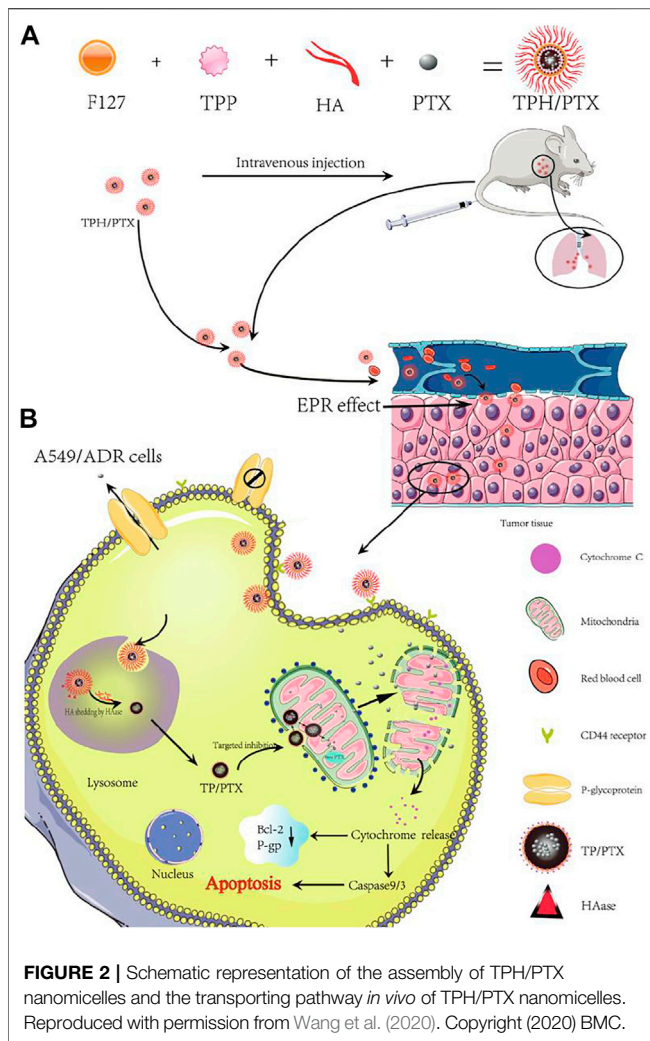 A
+ + + =
F127 TPP HA PTX TPH/PTX
Intravenous injection
TPH/PTX
EPR effect
B
A549/ADR cells
Tumor tissue
Cytochrome C
Mitochondria
Red blood cell
CD44 receptor
P-glycoprotein
TP/PTX
HAase
HA shedding by HAase
Lysosome
TP/PTX
Targeted inhibition
Nucleus
Bcl-2
P-gp
Cytochrome release
Caspase9/3
Apoptosis
FIGURE 2 | Schematic representation of the assembly of TPH/PTX
nanomicelles and the transporting pathway in vivo of TPH/PTX nanomicelles.
Reproduced with permission from Wang et al. (2020). Copyright (2020) BMC.